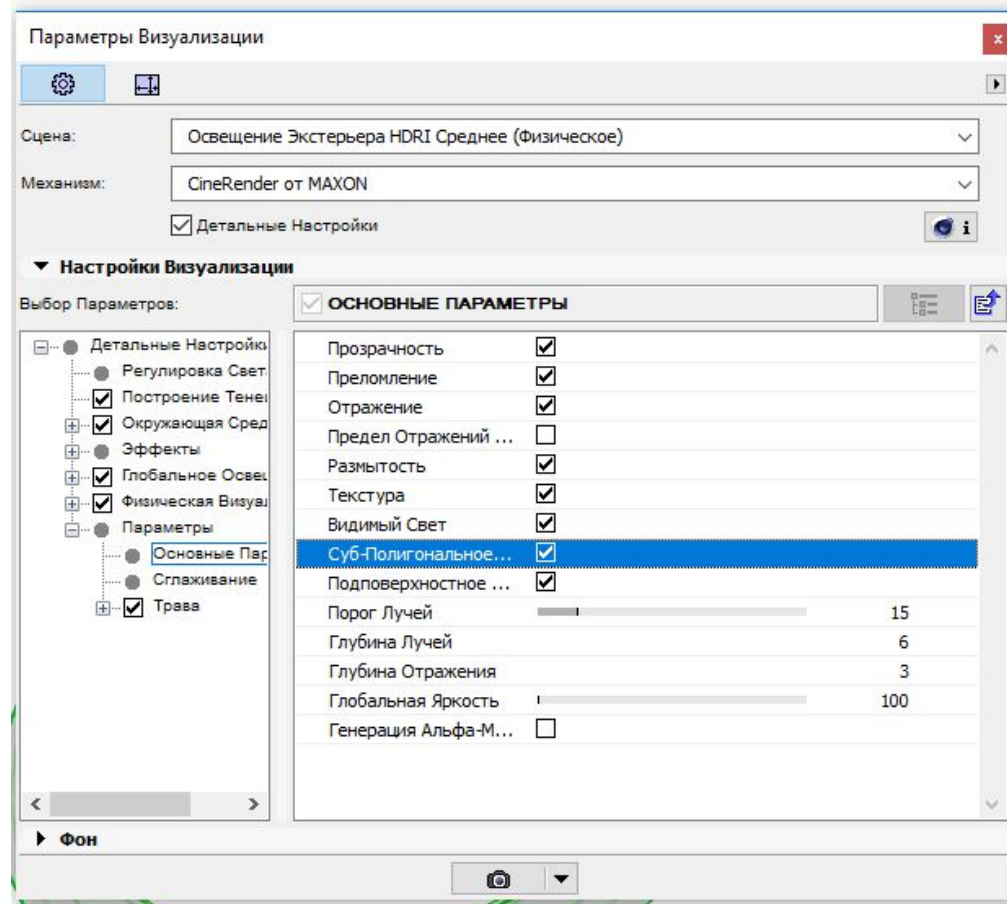 Параметры Визуализации
x
Сцена: Освещение Экстерьера HDRI Среднее (Физическое)
Механизм: CineRender от MAXON
Детальные Настройки
i
Настройки Визуализации
Выбор Параметров:
ОСНОВНЫЕ ПАРАМЕТРЫ
Детальные Настройк
Регулировка Свет
Построение Тене
Окружающая Сред
Эффекты
Глобальное Осве
Физическая Визуа
Параметры
Основные Пар
Сглаживание
Трава
Прозрачность
Преломление
Отражение
Предел Отражений ...
Размытость
Текстура
Видимый Свет
Суб-Полигональное...
Подповерхностное ...
Порог Лучей 15
Глубина Лучей 6
Глубина Отражения 3
Глобальная Яркость 100
Генерация Альфа-М...
Фон